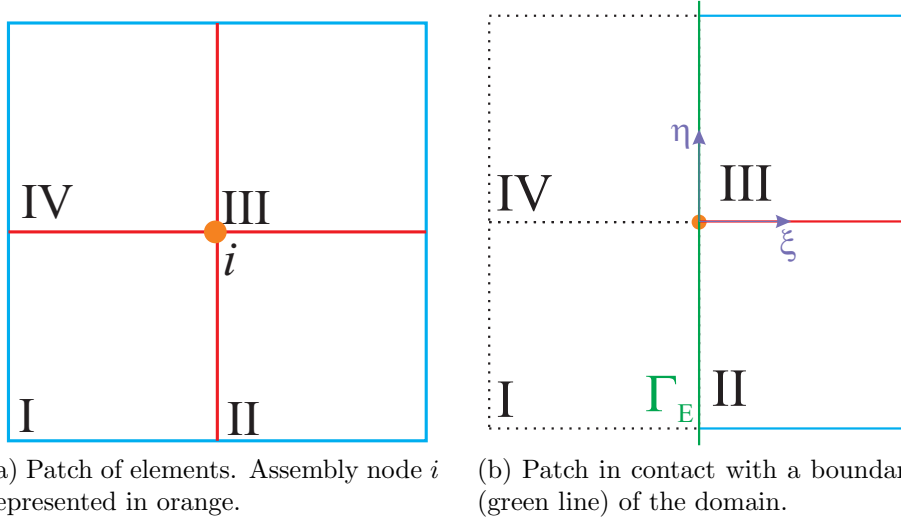 IV
III
i
I
II
η
IV
III
ξ
I
Γ_E
II
a) Patch of elements. Assembly node i
epresented in orange.
(b) Patch in contact with a boundar
(green line) of the domain.